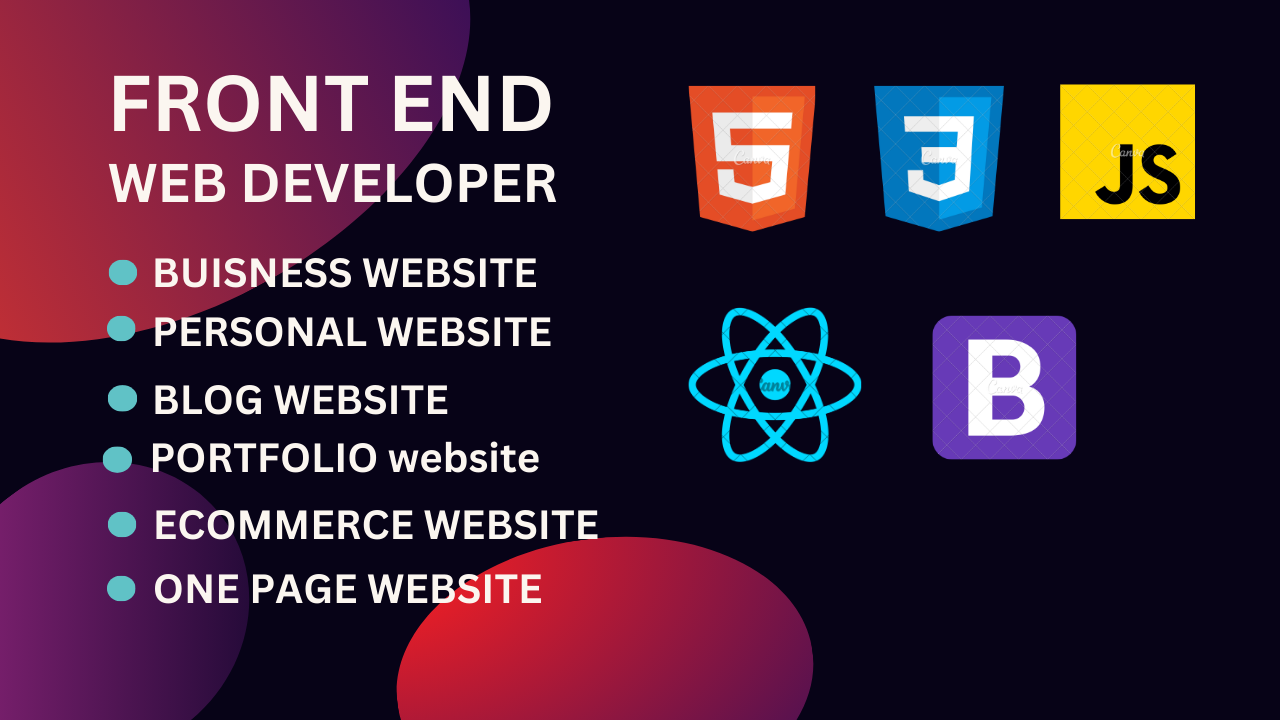 FRONT END
WEB DEVELOPER
BUISNESS WEBSITE
PERSONAL WEBSITE
BLOG WEBSITE
PORTFOLIO website
ECOMMERCE WEBSITE
ONE PAGE WEBSITE
5
3
JS
B
Canva